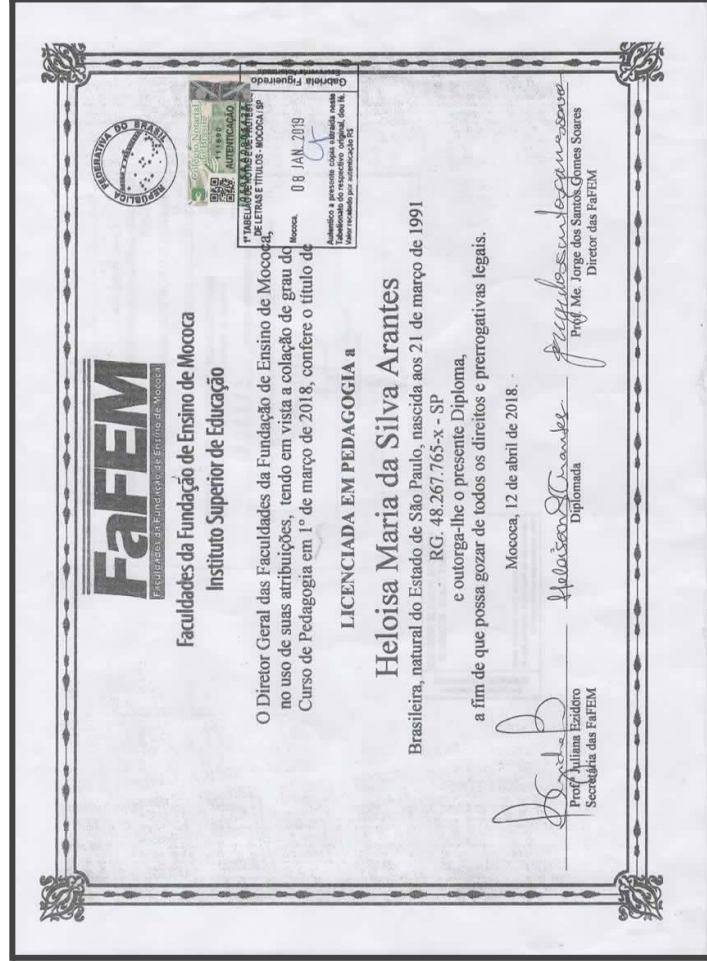 REPÚBLICA FEDERATIVA DO BRASIL
FaFEM
Faculdades da Fundação de Ensino de Mococa
Faculdades da Fundação de Ensino de Mococa
Instituto Superior de Educação
AUTENTICAÇÃO
DE LETRAS E TÍTULOS - MOCOCA / SP
Mococa, 08 JAN. 2019
Autentico a presente cópia extraída neste
Tabelionato do respectivo original, dou fé.
Valor recebido por autenticação R$
Gabriela Figueiredo
O Diretor Geral das Faculdades da Fundação de Ensino de Mococa,
no uso de suas atribuições, tendo em vista a colação de grau do
Curso de Pedagogia em 1º de março de 2018, confere o título de
LICENCIADA EM PEDAGOGIA a
Heloisa Maria da Silva Arantes
Brasileira, natural do Estado de São Paulo, nascida aos 21 de março de 1991
RG. 48.267.765-x - SP
e outorga-lhe o presente Diploma,
a fim de que possa gozar de todos os direitos e prerrogativas legais.
Mococa, 12 de abril de 2018.
Profª Juliana Ezidoro
Secretária das FaFEM
Diplomada
Prof. Me. Jorge dos Santos Gomes Soares
Diretor das FaFEM